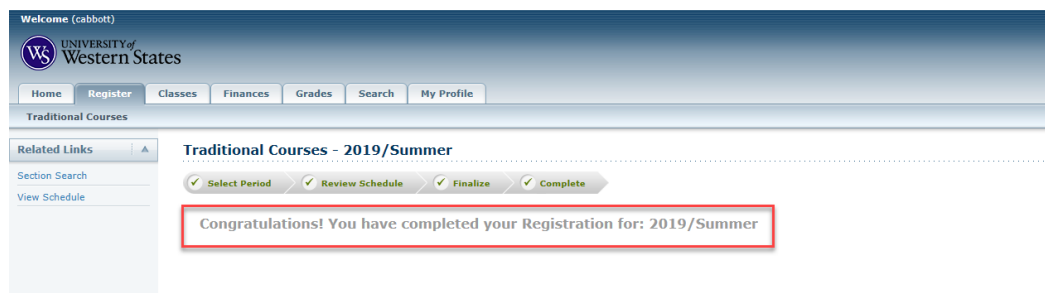 Welcome (cabbott)
WS
UNIVERSITY of
Western States
Home Register Classes Finances Grades Search My Profile
Traditional Courses
Related Links
Section Search
View Schedule
Traditional Courses - 2019/Summer
Select Period Review Schedule Finalize Complete
Congratulations! You have completed your Registration for: 2019/Summer